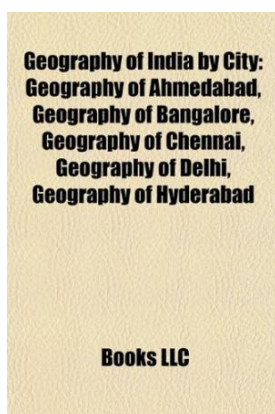 Geography of India by City:
Geography of Ahmedabad,
Geography of Bangalore,
Geography of Chennai,
Geography of Delhi,
Geography of Hyderabad
Books LLC